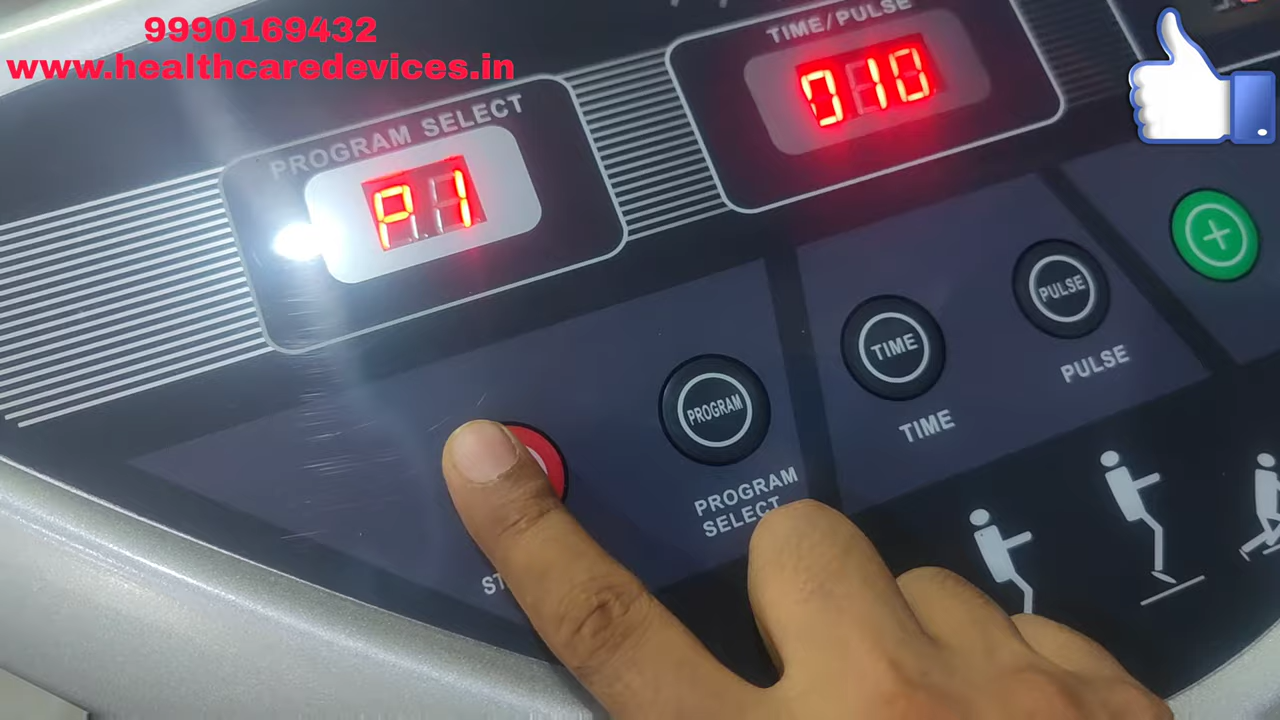 9990169432
www.healthcaredevices.in
PROGRAM SELECT
P1
TIME/PULSE
010
PROGRAM
PROGRAM
SELECT
TIME
TIME
PULSE
PULSE